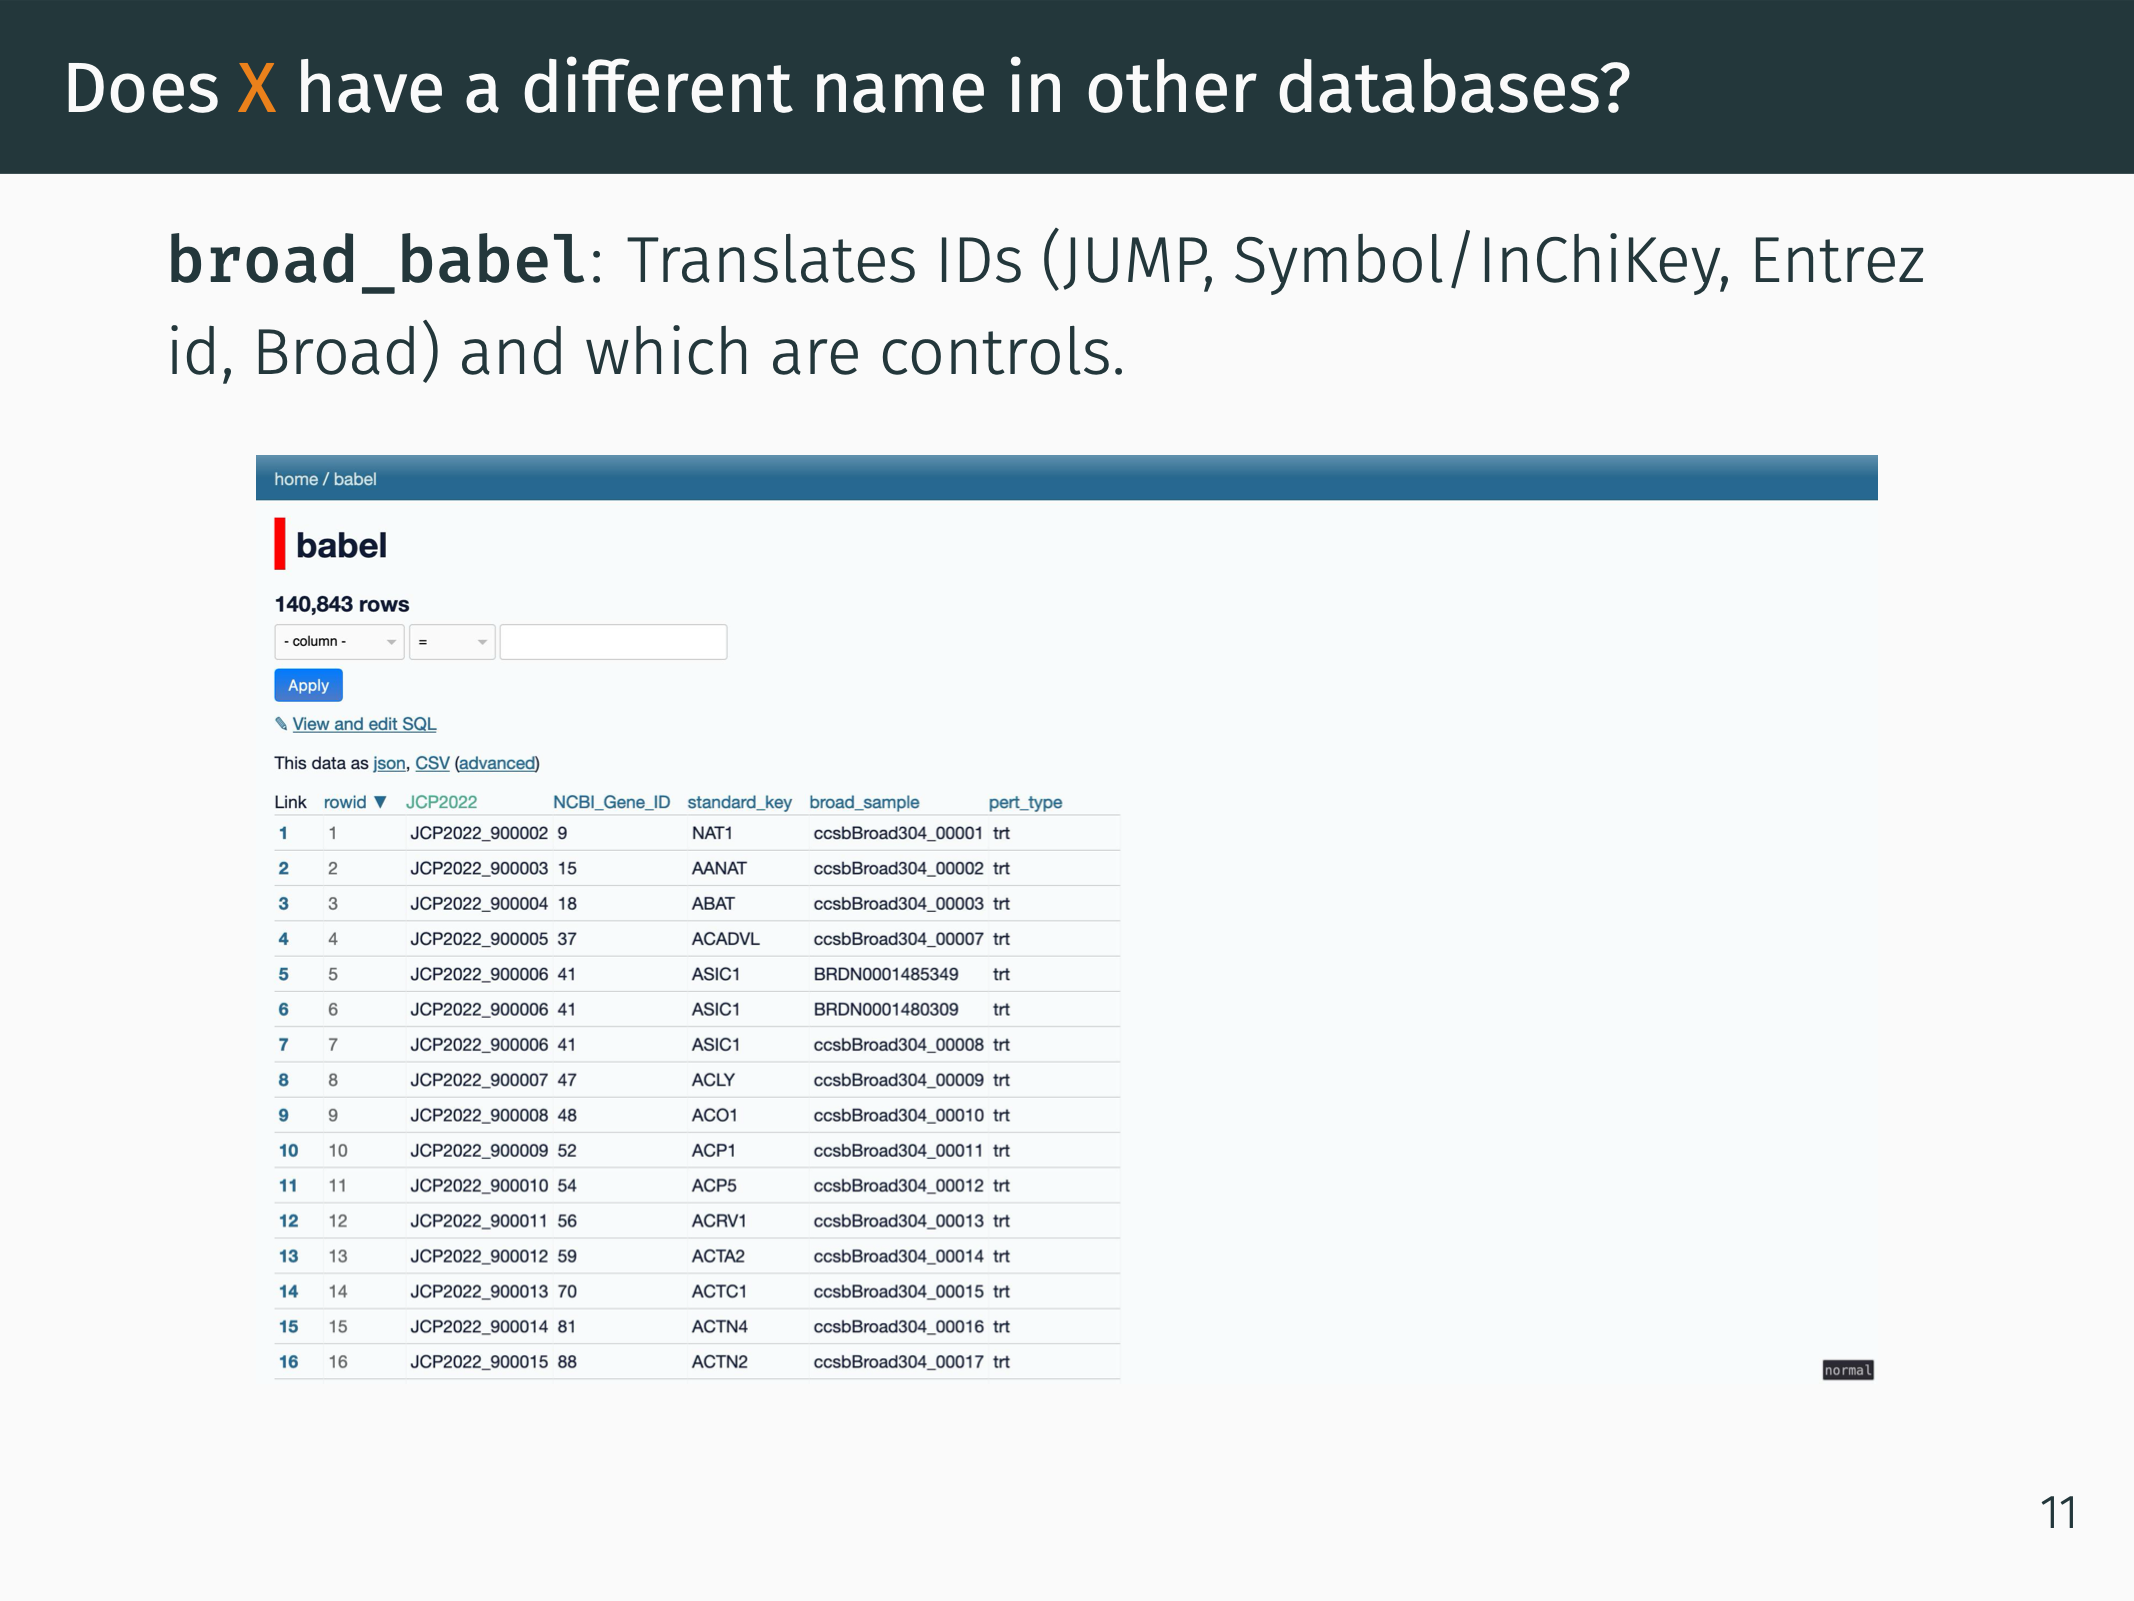 Does X have a different name in other databases?
broad_babel: Translates IDs (JUMP, Symbol/InChiKey, Entrez
id, Broad) and which are controls.
home / babel
babel
140,843 rows
- column - =
Apply
✎ View and edit SQL
This data as json, CSV (advanced)
Link rowid ▼ JCP2022 NCBI_Gene_ID standard_key broad_sample pert_type
1 1 JCP2022_900002 9 NAT1 ccsbBroad304_00001 trt
2 2 JCP2022_900003 15 AANAT ccsbBroad304_00002 trt
3 3 JCP2022_900004 18 ABAT ccsbBroad304_00003 trt
4 4 JCP2022_900005 37 ACADVL ccsbBroad304_00007 trt
5 5 JCP2022_900006 41 ASIC1 BRDN0001485349 trt
6 6 JCP2022_900006 41 ASIC1 BRDN0001480309 trt
7 7 JCP2022_900006 41 ASIC1 ccsbBroad304_00008 trt
8 8 JCP2022_900007 47 ACLY ccsbBroad304_00009 trt
9 9 JCP2022_900008 48 ACO1 ccsbBroad304_00010 trt
10 10 JCP2022_900009 52 ACP1 ccsbBroad304_00011 trt
11 11 JCP2022_900010 54 ACP5 ccsbBroad304_00012 trt
12 12 JCP2022_900011 56 ACRV1 ccsbBroad304_00013 trt
13 13 JCP2022_900012 59 ACTA2 ccsbBroad304_00014 trt
14 14 JCP2022_900013 70 ACTC1 ccsbBroad304_00015 trt
15 15 JCP2022_900014 81 ACTN4 ccsbBroad304_00016 trt
16 16 JCP2022_900015 88 ACTN2 ccsbBroad304_00017 trt
normal
11